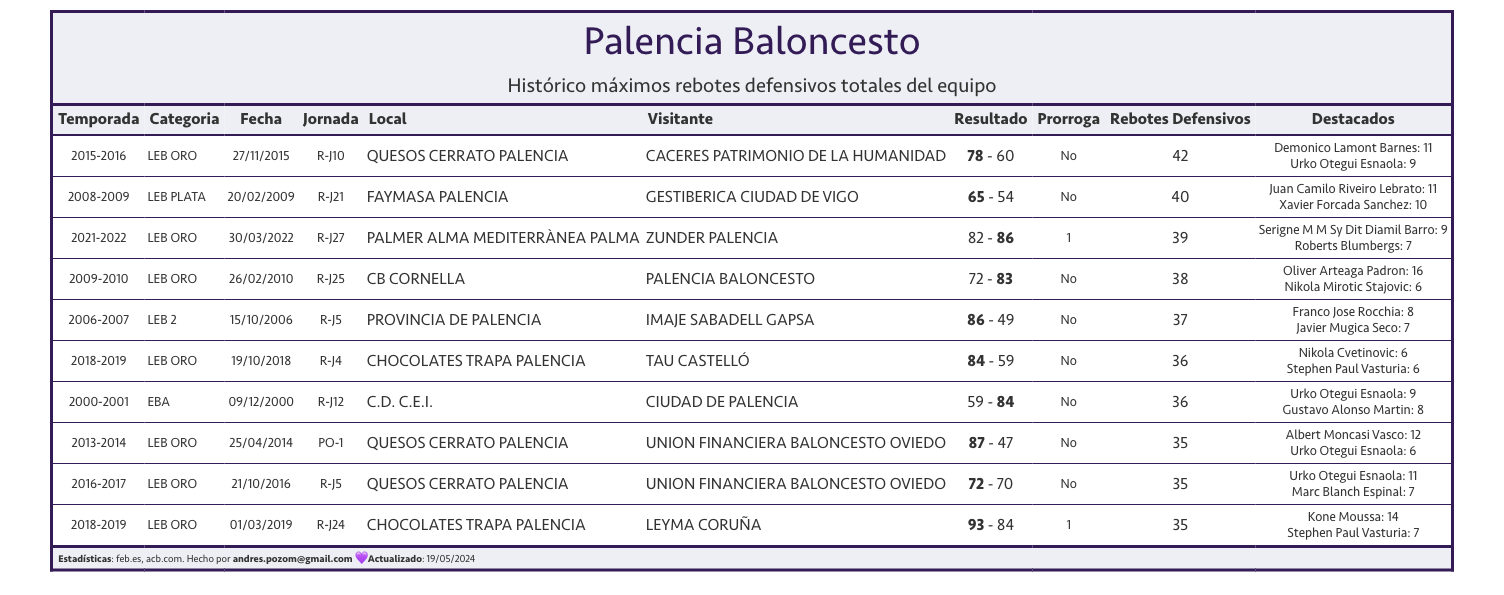 Palencia Baloncesto
Histórico máximos rebotes defensivos totales del equipo
Temporada Categoria Fecha Jornada Local Visitante Resultado Prorroga Rebotes Defensivos Destacados
2015-2016 LEB ORO 27/11/2015 R-J10 QUESOS CERRATO PALENCIA CACERES PATRIMONIO DE LA HUMANIDAD 78 - 60 No 42 Demonico Lamont Barnes: 11
Urko Otegui Esnaola: 9
2008-2009 LEB PLATA 20/02/2009 R-J21 FAYMASA PALENCIA GESTIBERICA CIUDAD DE VIGO 65 - 54 No 40 Juan Camilo Riveiro Lebrato: 11
Xavier Forcada Sanchez: 10
2021-2022 LEB ORO 30/03/2022 R-J27 PALMER ALMA MEDITERRÀNEA PALMA ZUNDER PALENCIA 82 - 86 1 39 Serigne M M Sy Dit Diamil Barro: 9
Roberts Blumbergs: 7
2009-2010 LEB ORO 26/02/2010 R-J25 CB CORNELLA PALENCIA BALONCESTO 72 - 83 No 38 Oliver Arteaga Padron: 16
Nikola Mirotic Stajovic: 6
2006-2007 LEB 2 15/10/2006 R-J5 PROVINCIA DE PALENCIA IMAJE SABADELL GAPSA 86 - 49 No 37 Franco Jose Rocchia: 8
Javier Mugica Seco: 7
2018-2019 LEB ORO 19/10/2018 R-J4 CHOCOLATES TRAPA PALENCIA TAU CASTELLÓ 84 - 59 No 36 Nikola Cvetinovic: 6
Stephen Paul Vasturia: 6
2000-2001 EBA 09/12/2000 R-J12 C.D. C.E.I. CIUDAD DE PALENCIA 59 - 84 No 36 Urko Otegui Esnaola: 9
Gustavo Alonso Martin: 8
2013-2014 LEB ORO 25/04/2014 PO-1 QUESOS CERRATO PALENCIA UNION FINANCIERA BALONCESTO OVIEDO 87 - 47 No 35 Albert Moncasi Vasco: 12
Urko Otegui Esnaola: 6
2016-2017 LEB ORO 21/10/2016 R-J5 QUESOS CERRATO PALENCIA UNION FINANCIERA BALONCESTO OVIEDO 72 - 70 No 35 Urko Otegui Esnaola: 11
Marc Blanch Espinal: 7
2018-2019 LEB ORO 01/03/2019 R-J24 CHOCOLATES TRAPA PALENCIA LEYMA CORUÑA 93 - 84 1 35 Kone Moussa: 14
Stephen Paul Vasturia: 7
Estadísticas: feb.es, acb.com. Hecho por andres.pozom@gmail.com 💜Actualizado: 19/05/2024